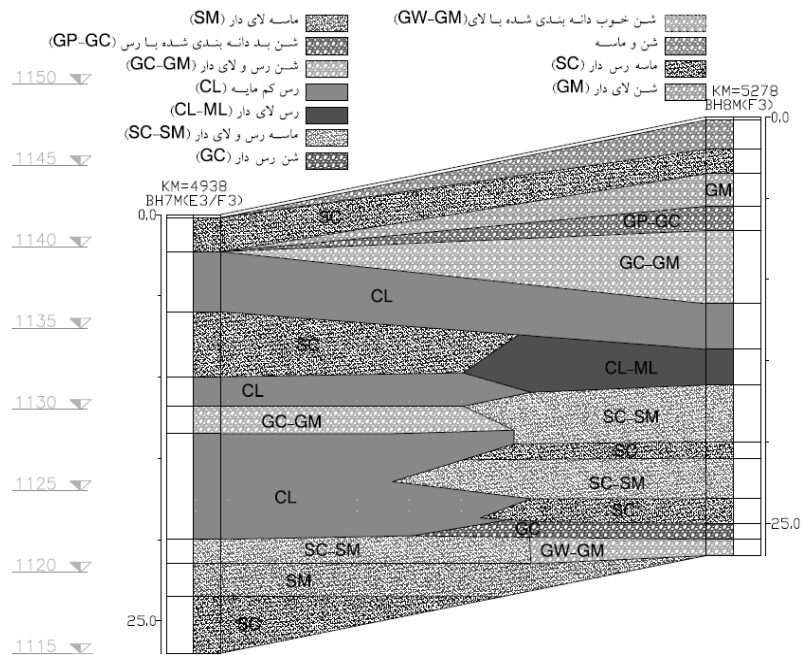 ماسه لای دار (SM)
شن بد دانه بندی شده با رس (GP-GC)
شن رس و لای دار (GC-GM)
رس کم مایه (CL)
رس لای دار (CL-ML)
ماسه رس و لای دار (SC-SM)
شن رس دار (GC)
شن خوب دانه بندی شده با لای(GW-GM)
شن و ماسه
ماسه رس دار (SC)
شن لای دار (GM)
KM=5278
BH8M(F3)
KM=4938
BH7M(E3/F3)
1150
1145
1140
1135
1130
1125
1120
1115
0.0
25.0
0.0
25.0
SC
GM
GP-GC
GC-GM
CL
SC
CL-ML
CL
GC-GM
SC-SM
SC
SC-SM
CL
SC
GC
SC-SM
GW-GM
SM
SC